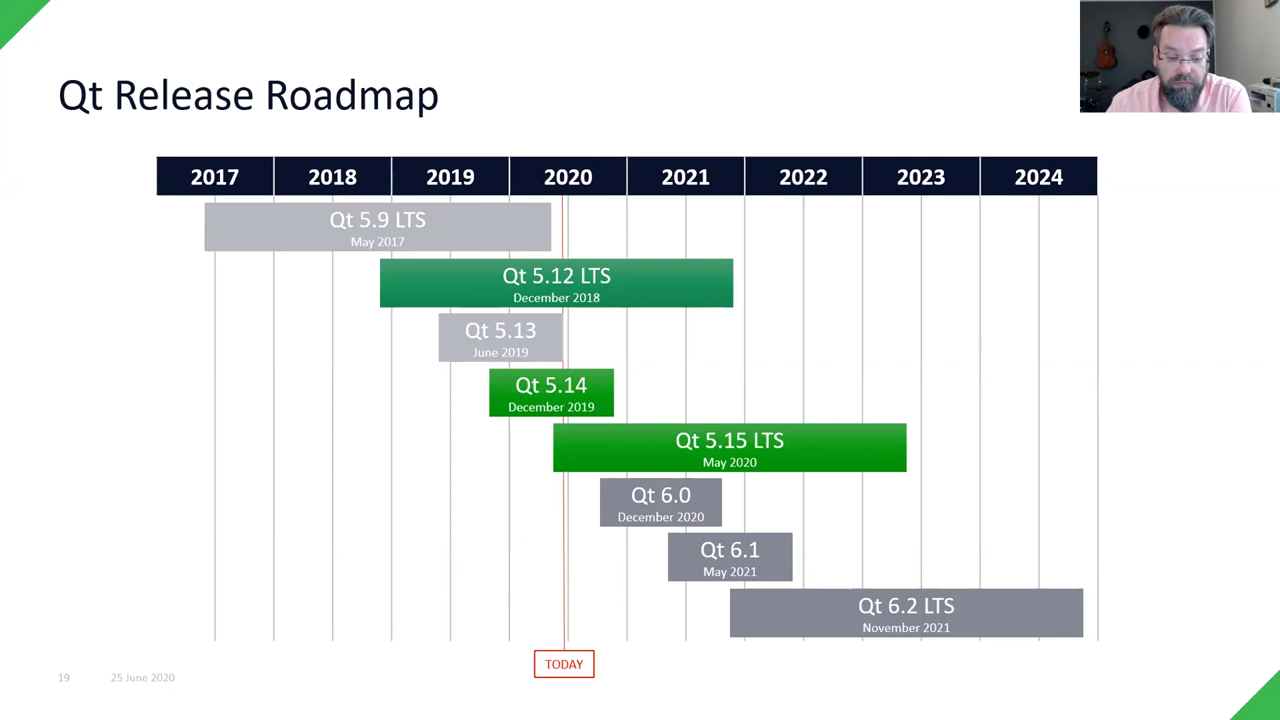 Qt Release Roadmap
2017 2018 2019 2020 2021 2022 2023 2024
Qt 5.9 LTS
May 2017
Qt 5.12 LTS
December 2018
Qt 5.13
June 2019
Qt 5.14
December 2019
Qt 5.15 LTS
May 2020
Qt 6.0
December 2020
Qt 6.1
May 2021
Qt 6.2 LTS
November 2021
TODAY
19 25 June 2020